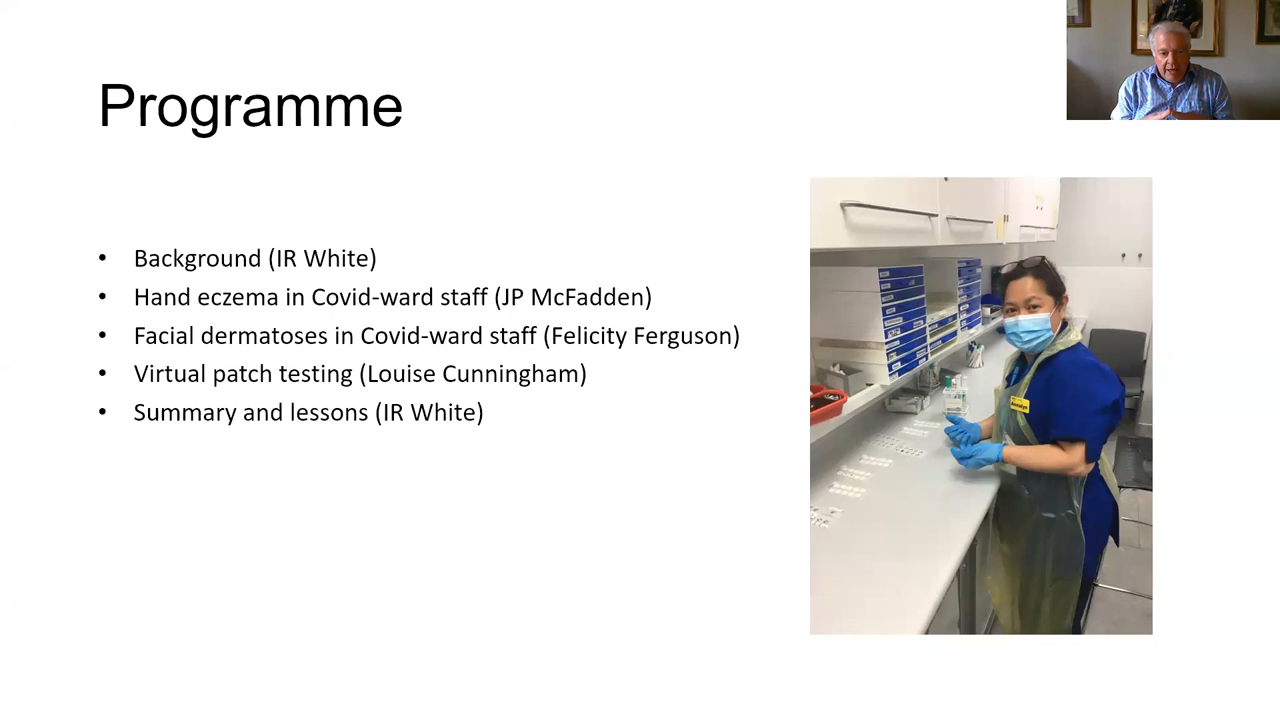 Programme
• Background (IR White)
• Hand eczema in Covid-ward staff (JP McFadden)
• Facial dermatoses in Covid-ward staff (Felicity Ferguson)
• Virtual patch testing (Louise Cunningham)
• Summary and lessons (IR White)